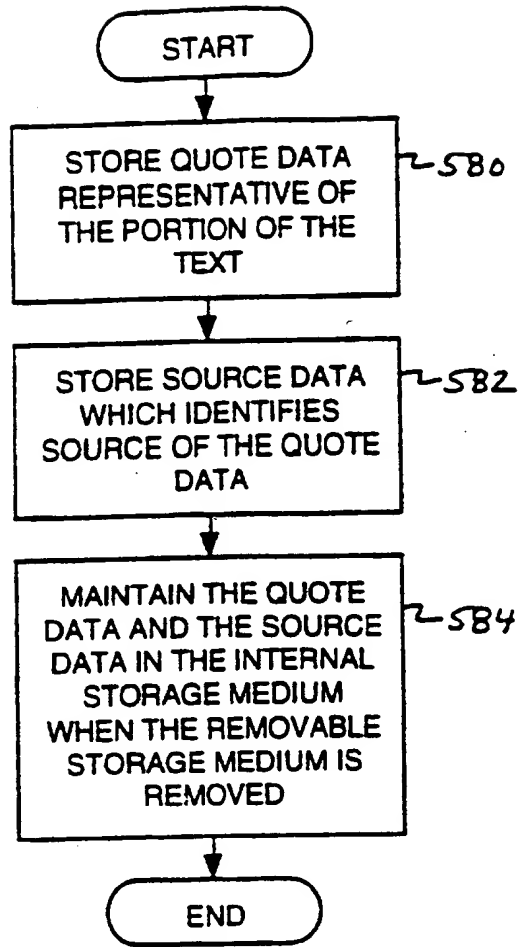 START
STORE QUOTE DATA
REPRESENTATIVE OF
THE PORTION OF THE
TEXT
580
STORE SOURCE DATA
WHICH IDENTIFIES
SOURCE OF THE QUOTE
DATA
582
MAINTAIN THE QUOTE
DATA AND THE SOURCE
DATA IN THE INTERNAL
STORAGE MEDIUM
WHEN THE REMOVABLE
STORAGE MEDIUM IS
REMOVED
584
END